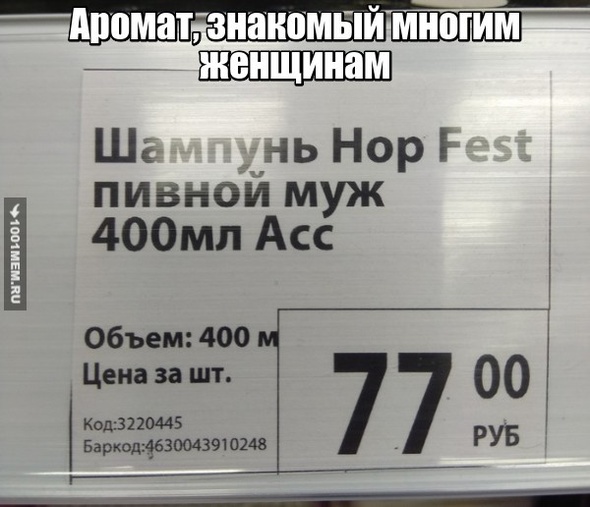 Аромат, знакомый многим
женщинам
Шампунь Hop Fest
пивной муж
400мл Асс
Объем: 400 м
Цена за шт.
77 00
РУБ
Код:3220445
Баркод:4630043910248
1001MEM.RU